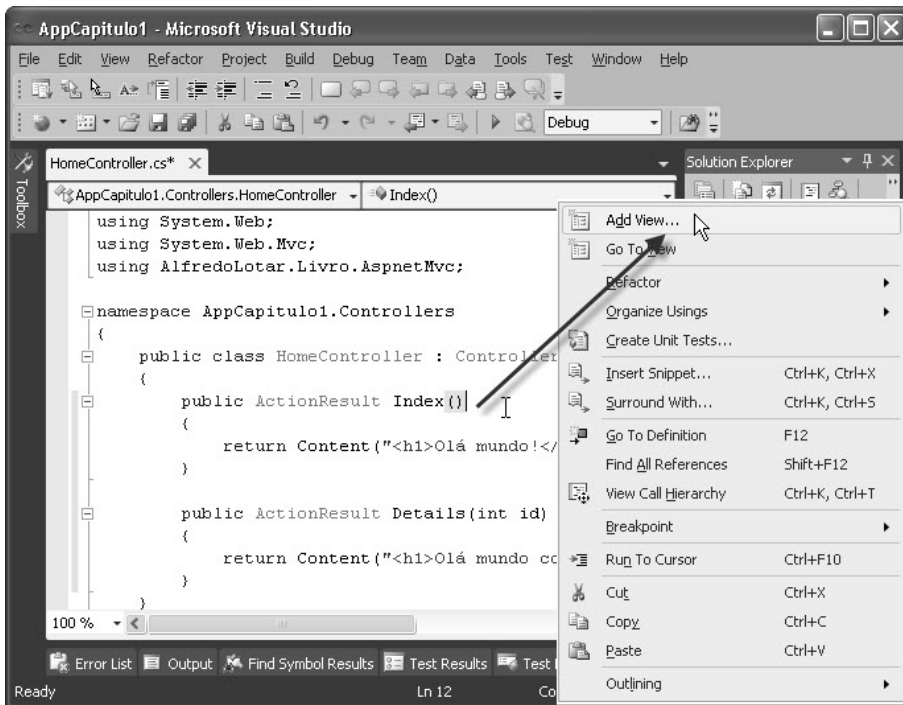 AppCapitulo1 - Microsoft Visual Studio
File Edit View Refactor Project Build Debug Team Data Tools Test Window Help
Debug
Toolbox
HomeController.cs*
Solution Explorer
AppCapitulo1.Controllers.HomeController
Index()
using System.Web;
using System.Web.Mvc;
using AlfredoLotar.Livro.AspnetMvc;
namespace AppCapitulo1.Controllers
{
public class HomeController : Controller
{
public ActionResult Index()
{
return Content("<h1>Olá mundo!</
}
public ActionResult Details(int id)
{
return Content("<h1>Olá mundo co
}
}
100 %
Add View...
Go To View
Refactor
Organize Usings
Create Unit Tests...
Insert Snippet... Ctrl+K, Ctrl+X
Surround With... Ctrl+K, Ctrl+S
Go To Definition F12
Find All References Shift+F12
View Call Hierarchy Ctrl+K, Ctrl+T
Breakpoint
Run To Cursor Ctrl+F10
Cut Ctrl+X
Copy Ctrl+C
Paste Ctrl+V
Outlining
Error List Output Find Symbol Results Test Results Test
Ready Ln 12 Co